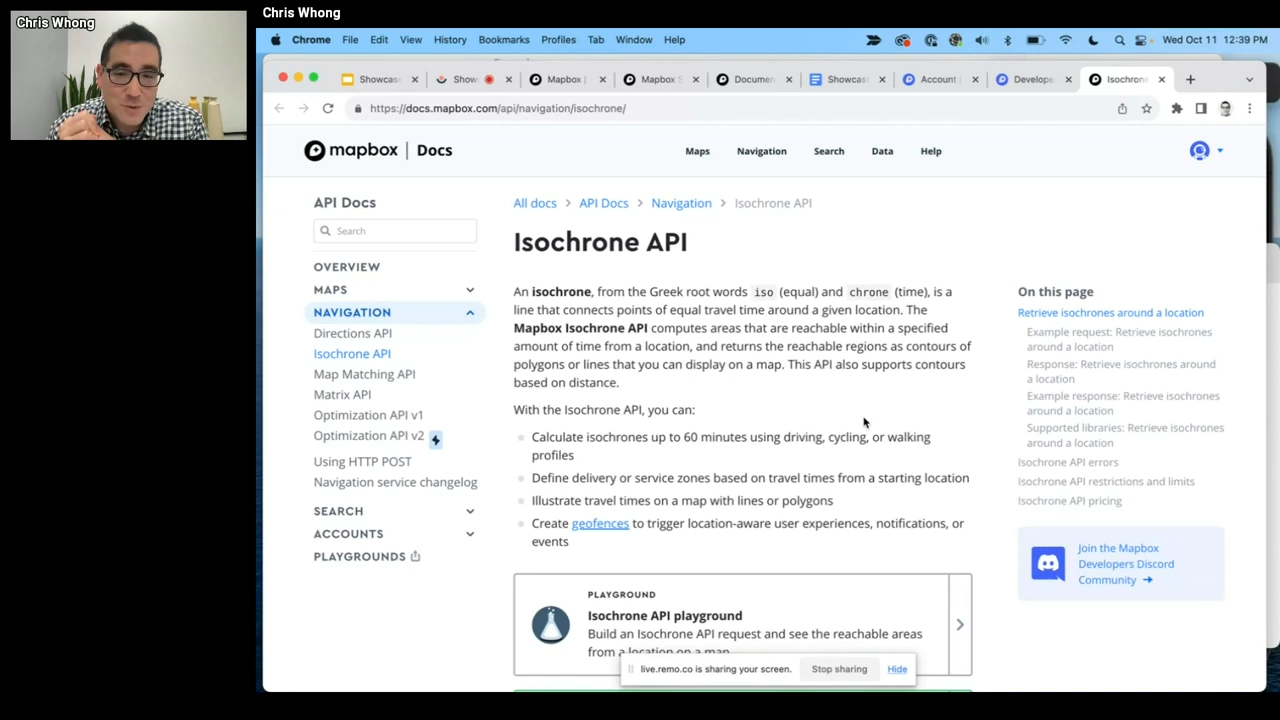 Chris Whong
Chris Whong
Chrome File Edit View History Bookmarks Profiles Tab Window Help
Wed Oct 11 12:39 PM
Showcase
Show
Mapbox |
Mapbox S
Documen
Showcas
Account |
Develope
Isochrone
https://docs.mapbox.com/api/navigation/isochrone/
mapbox | Docs
Maps Navigation Search Data Help
API Docs
Search
OVERVIEW
MAPS
NAVIGATION
Directions API
Isochrone API
Map Matching API
Matrix API
Optimization API v1
Optimization API v2
Using HTTP POST
Navigation service changelog
SEARCH
ACCOUNTS
PLAYGROUNDS
All docs > API Docs > Navigation > Isochrone API
Isochrone API
An isochrone, from the Greek root words iso (equal) and chrone (time), is a
line that connects points of equal travel time around a given location. The
Mapbox Isochrone API computes areas that are reachable within a specified
amount of time from a location, and returns the reachable regions as contours of
polygons or lines that you can display on a map. This API also supports contours
based on distance.
With the Isochrone API, you can:
Calculate isochrones up to 60 minutes using driving, cycling, or walking
profiles
Define delivery or service zones based on travel times from a starting location
Illustrate travel times on a map with lines or polygons
Create geofences to trigger location-aware user experiences, notifications, or
events
PLAYGROUND
Isochrone API playground
Build an Isochrone API request and see the reachable areas
from a location on a map.
On this page
Retrieve isochrones around a location
Example request: Retrieve isochrones
around a location
Response: Retrieve isochrones around
a location
Example response: Retrieve isochrones
around a location
Supported libraries: Retrieve isochrones
around a location
Isochrone API errors
Isochrone API restrictions and limits
Isochrone API pricing
Join the Mapbox
Developers Discord
Community →
live.remo.co is sharing your screen. Stop sharing Hide